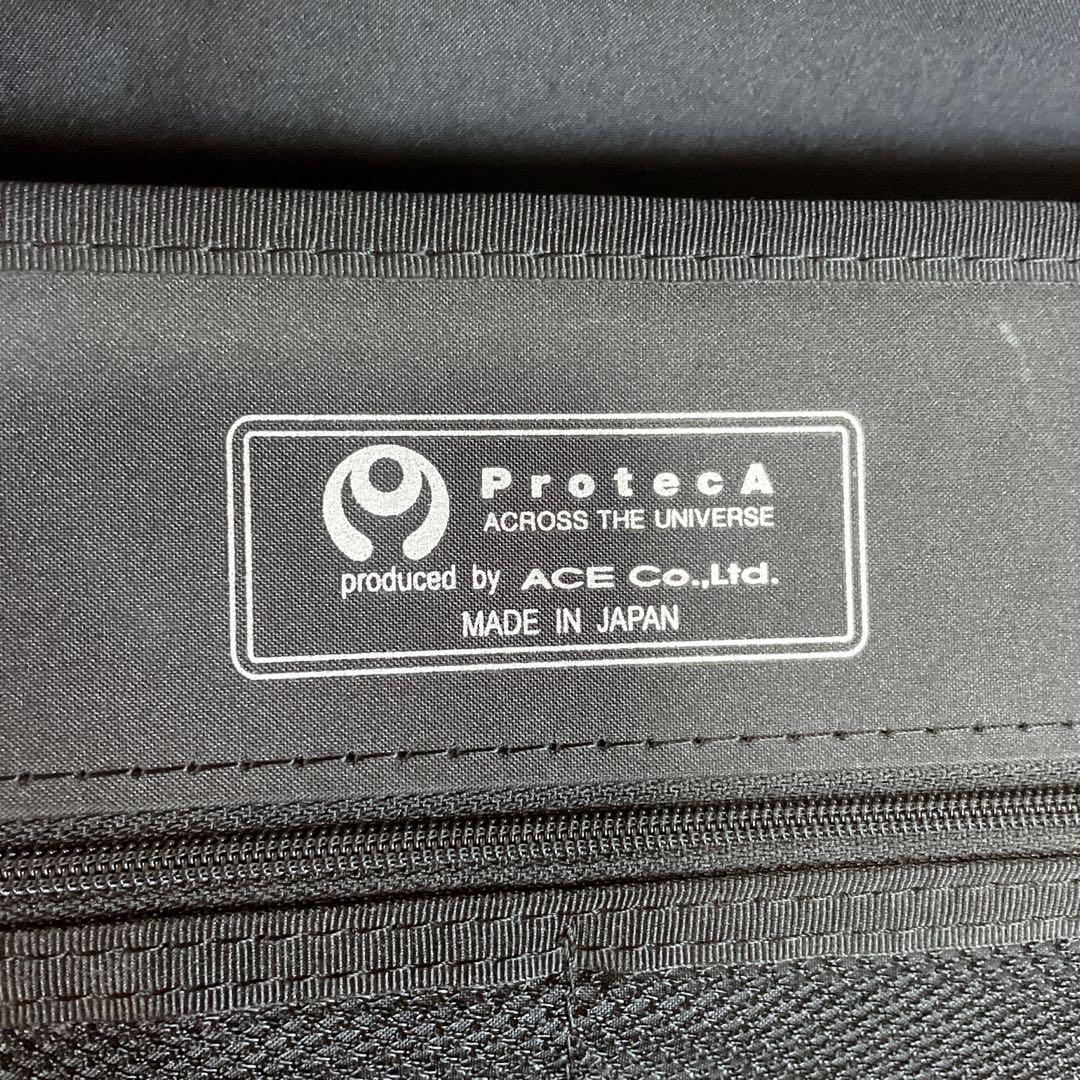 ProtecA
ACROSS THE UNIVERSE
produced by ACE Co.,Ltd.
MADE IN JAPAN